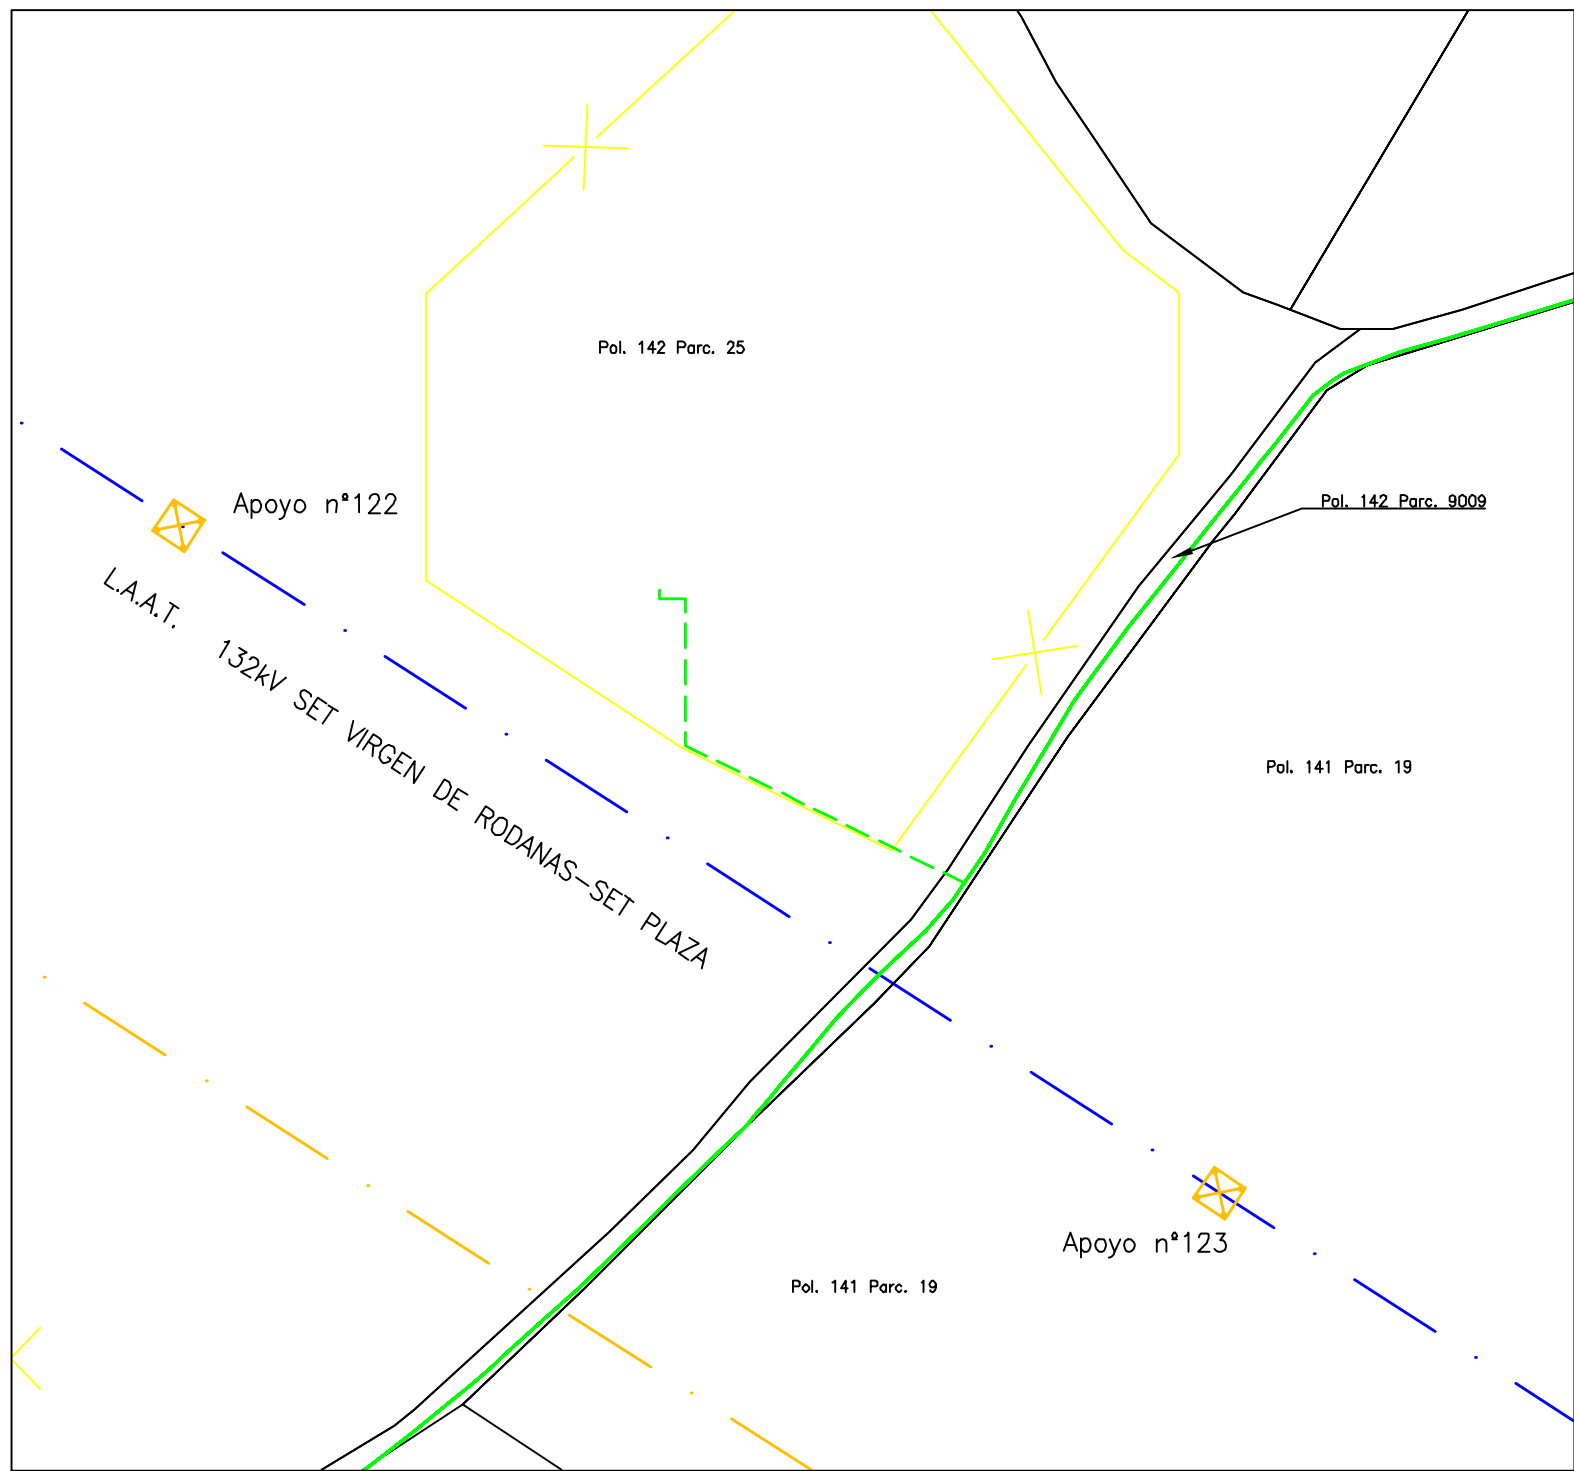 Pol. 142 Parc. 25
Apoyo nº122
Pol. 142 Parc. 9009
L.A.A.T. 132kV SET VIRGEN DE RODANAS-SET PLAZA
Pol. 141 Parc. 19
Apoyo nº123
Pol. 141 Parc. 19